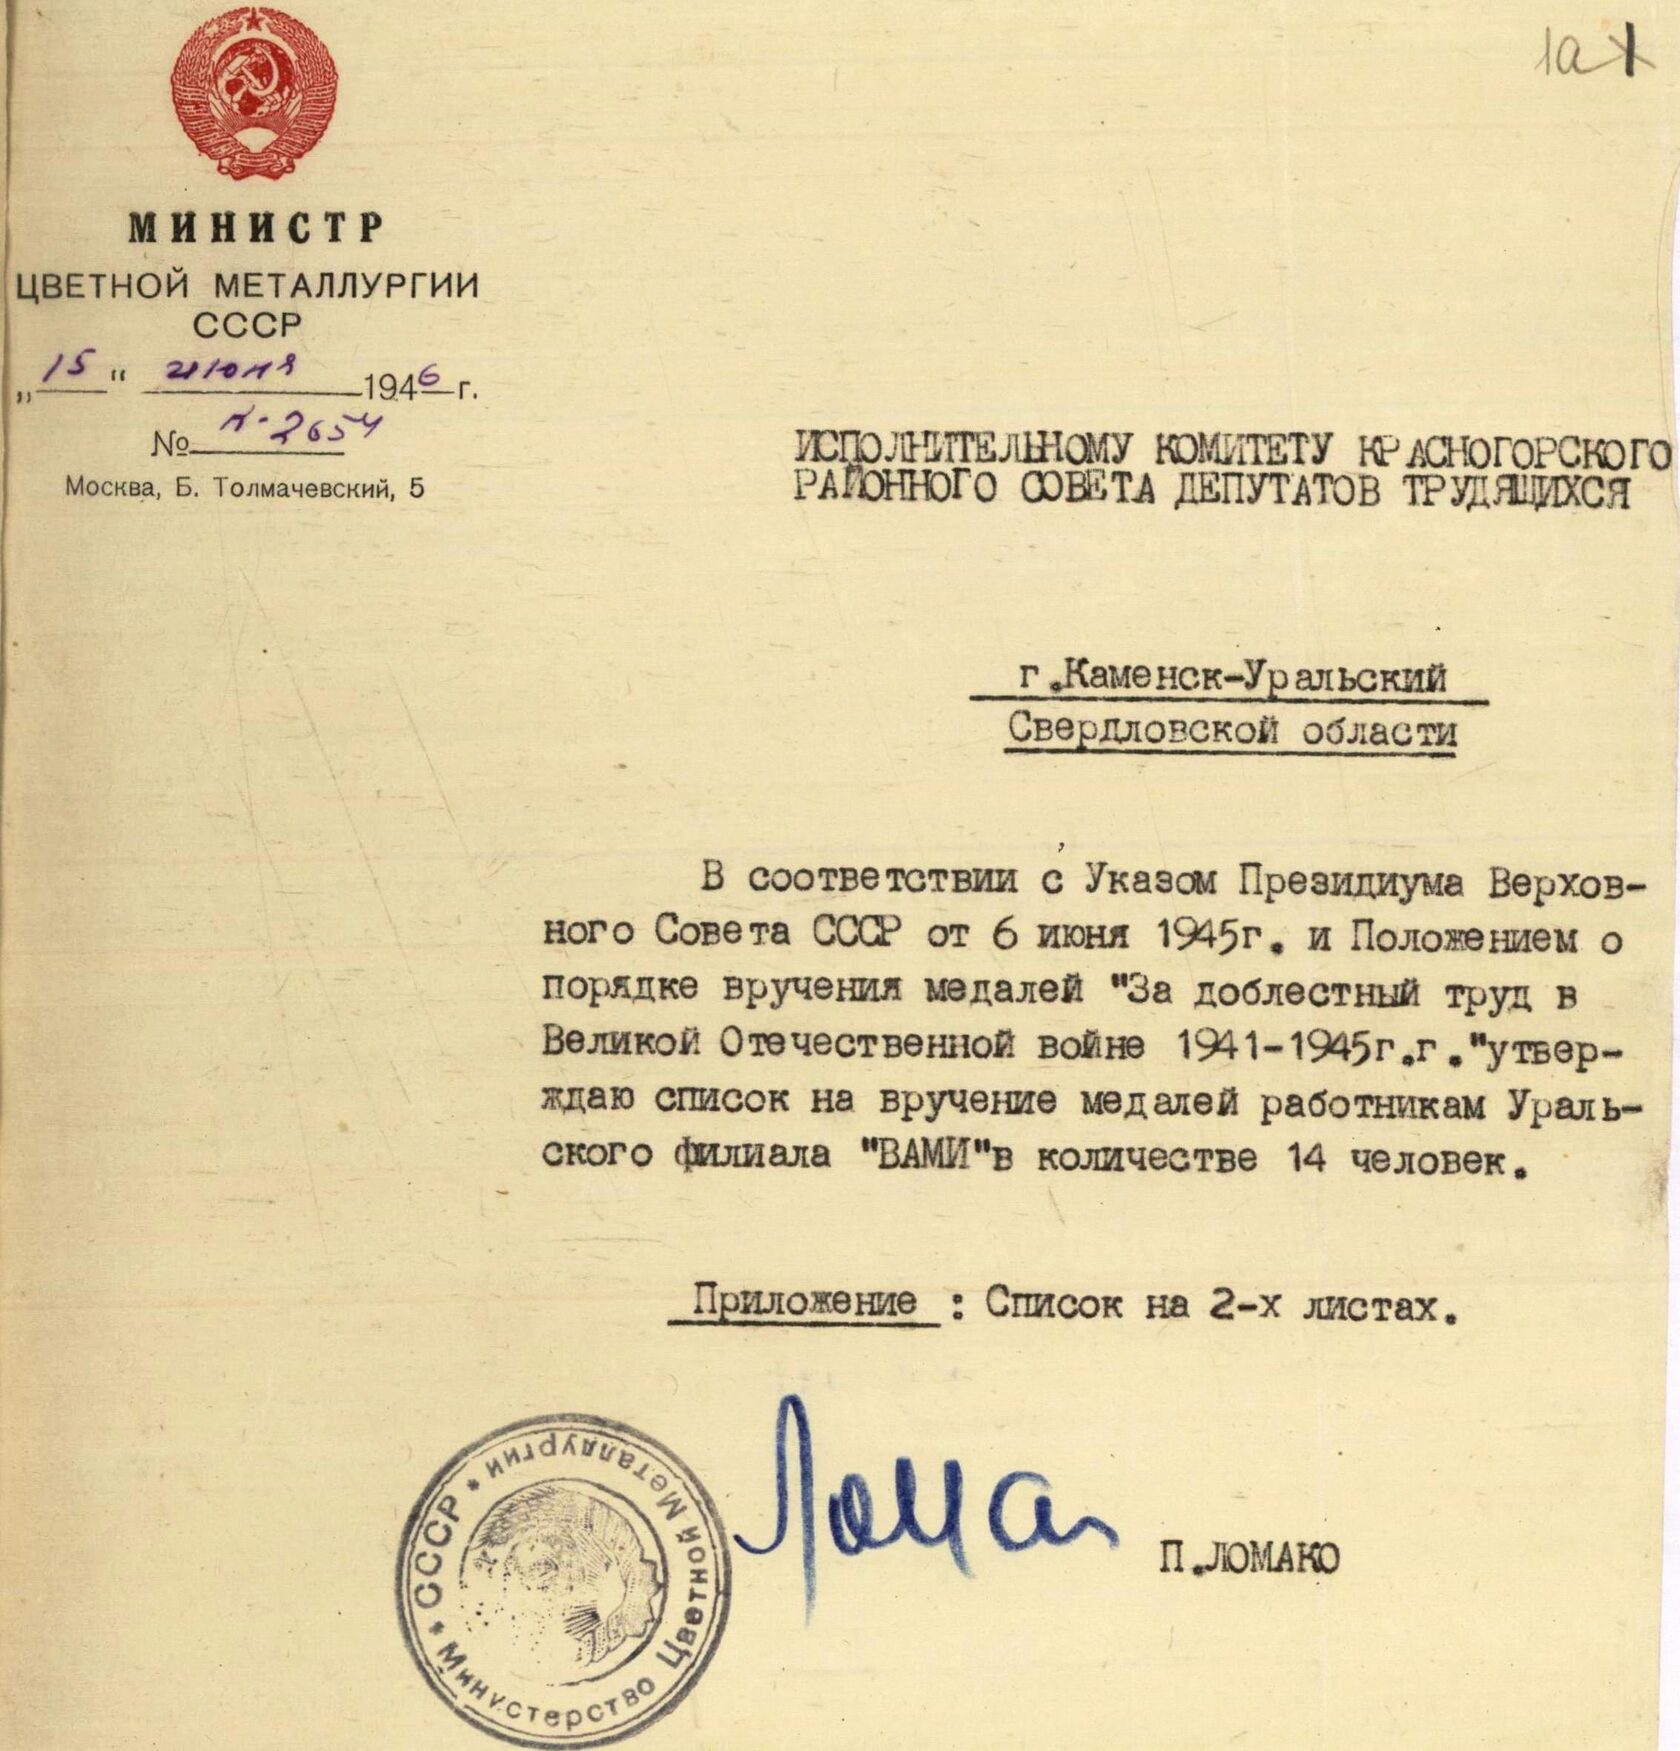 1а
МИНИСТР
ЦВЕТНОЙ МЕТАЛЛУРГИИ
СССР
„15“ июня 1946 г.
№ К-2654
Москва, Б. Толмачевский, 5
ИСПОЛНИТЕЛЬНОМУ КОМИТЕТУ КРАСНОГОРСКОГО
РАЙОННОГО СОВЕТА ДЕПУТАТОВ ТРУДЯЩИХСЯ
г.Каменск-Уральский
Свердловской области
В соответствии с Указом Президиума Верхов-
ного Совета СССР от 6 июня 1945г. и Положением о
порядке вручения медалей "За доблестный труд в
Великой Отечественной войне 1941-1945г.г."утвер-
ждаю список на вручение медалей работникам Ураль-
ского филиала "ВАМИ"в количестве 14 человек.
Приложение : Список на 2-х листах.
Лома
П.ЛОМАКО
* СССР * Министерство Цветной Металлургии